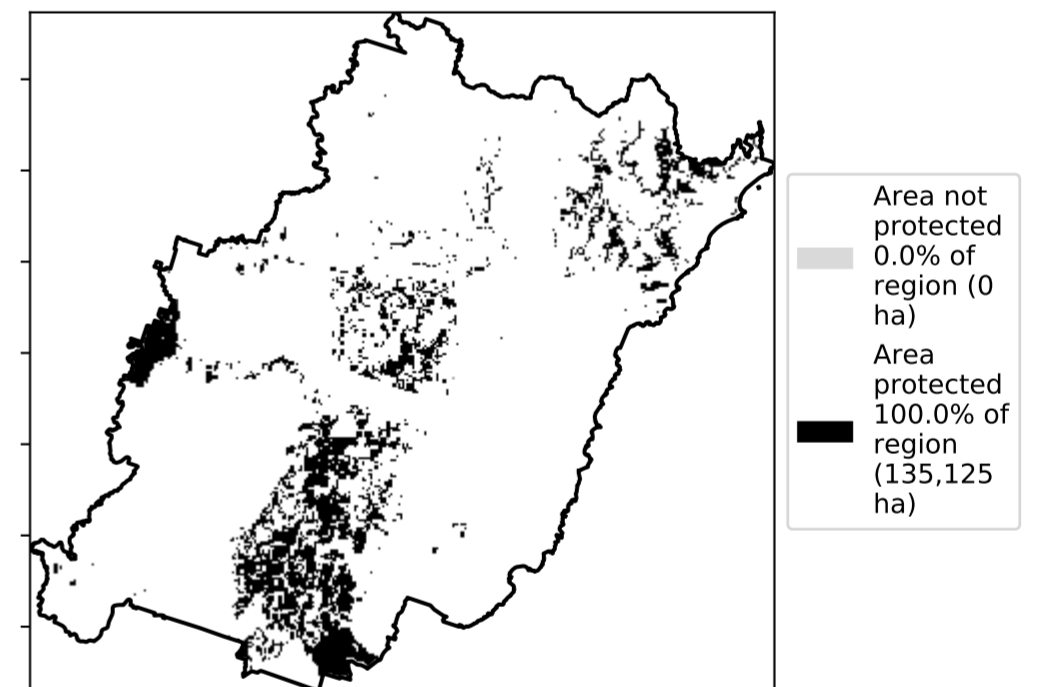 Area not
protected
0.0% of
region (0
ha)
Area
protected
100.0% of
region
(135,125
ha)